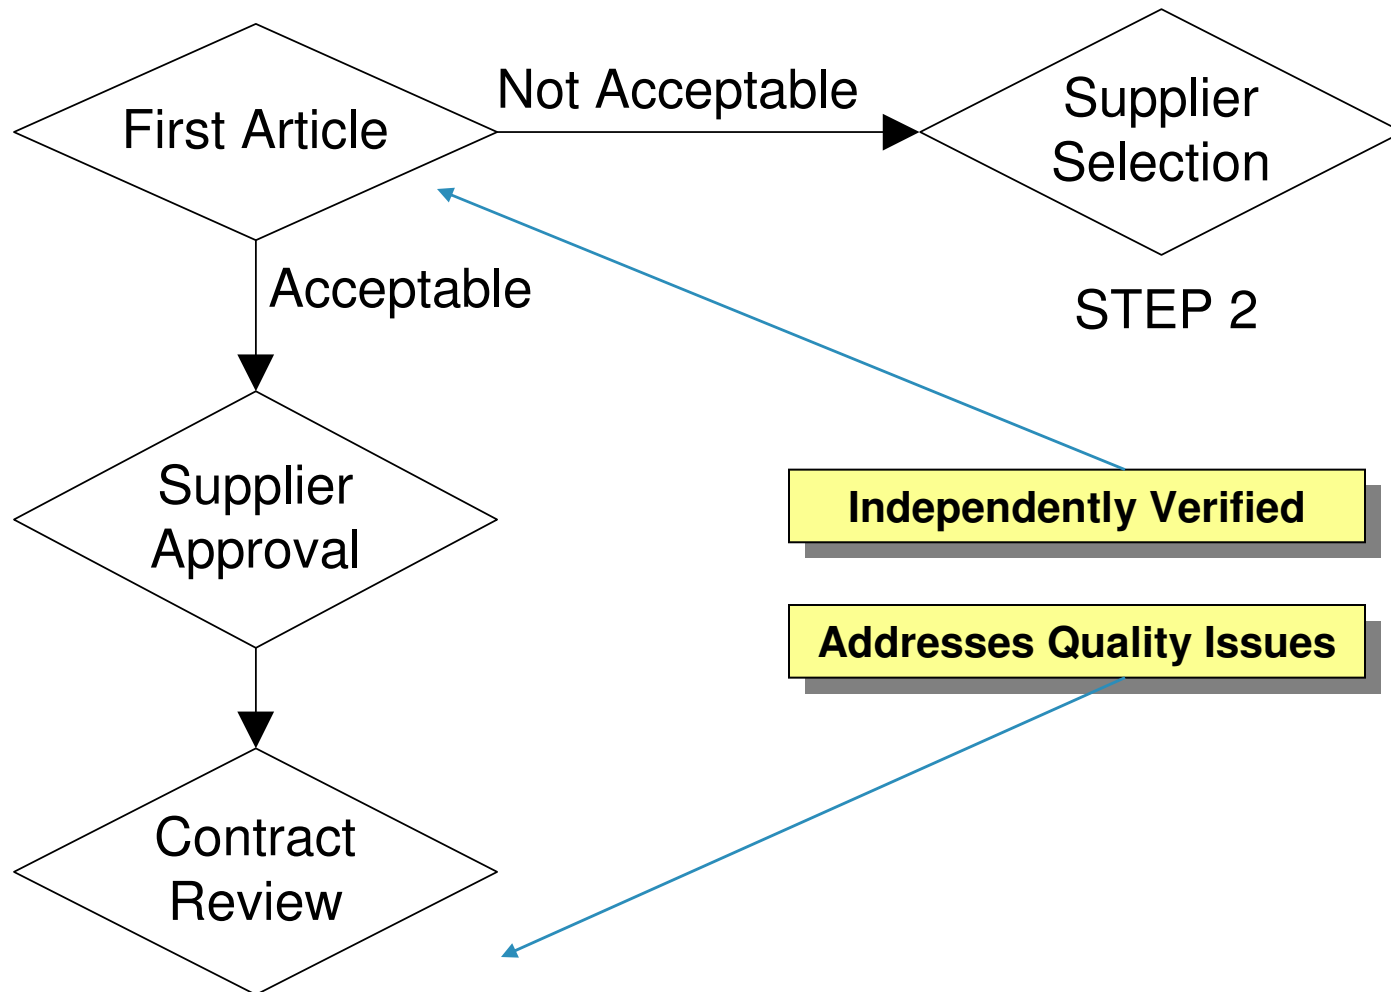 First Article
Not Acceptable
Supplier
Selection
STEP 2
Acceptable
Supplier
Approval
Independently Verified
Addresses Quality Issues
Contract
Review